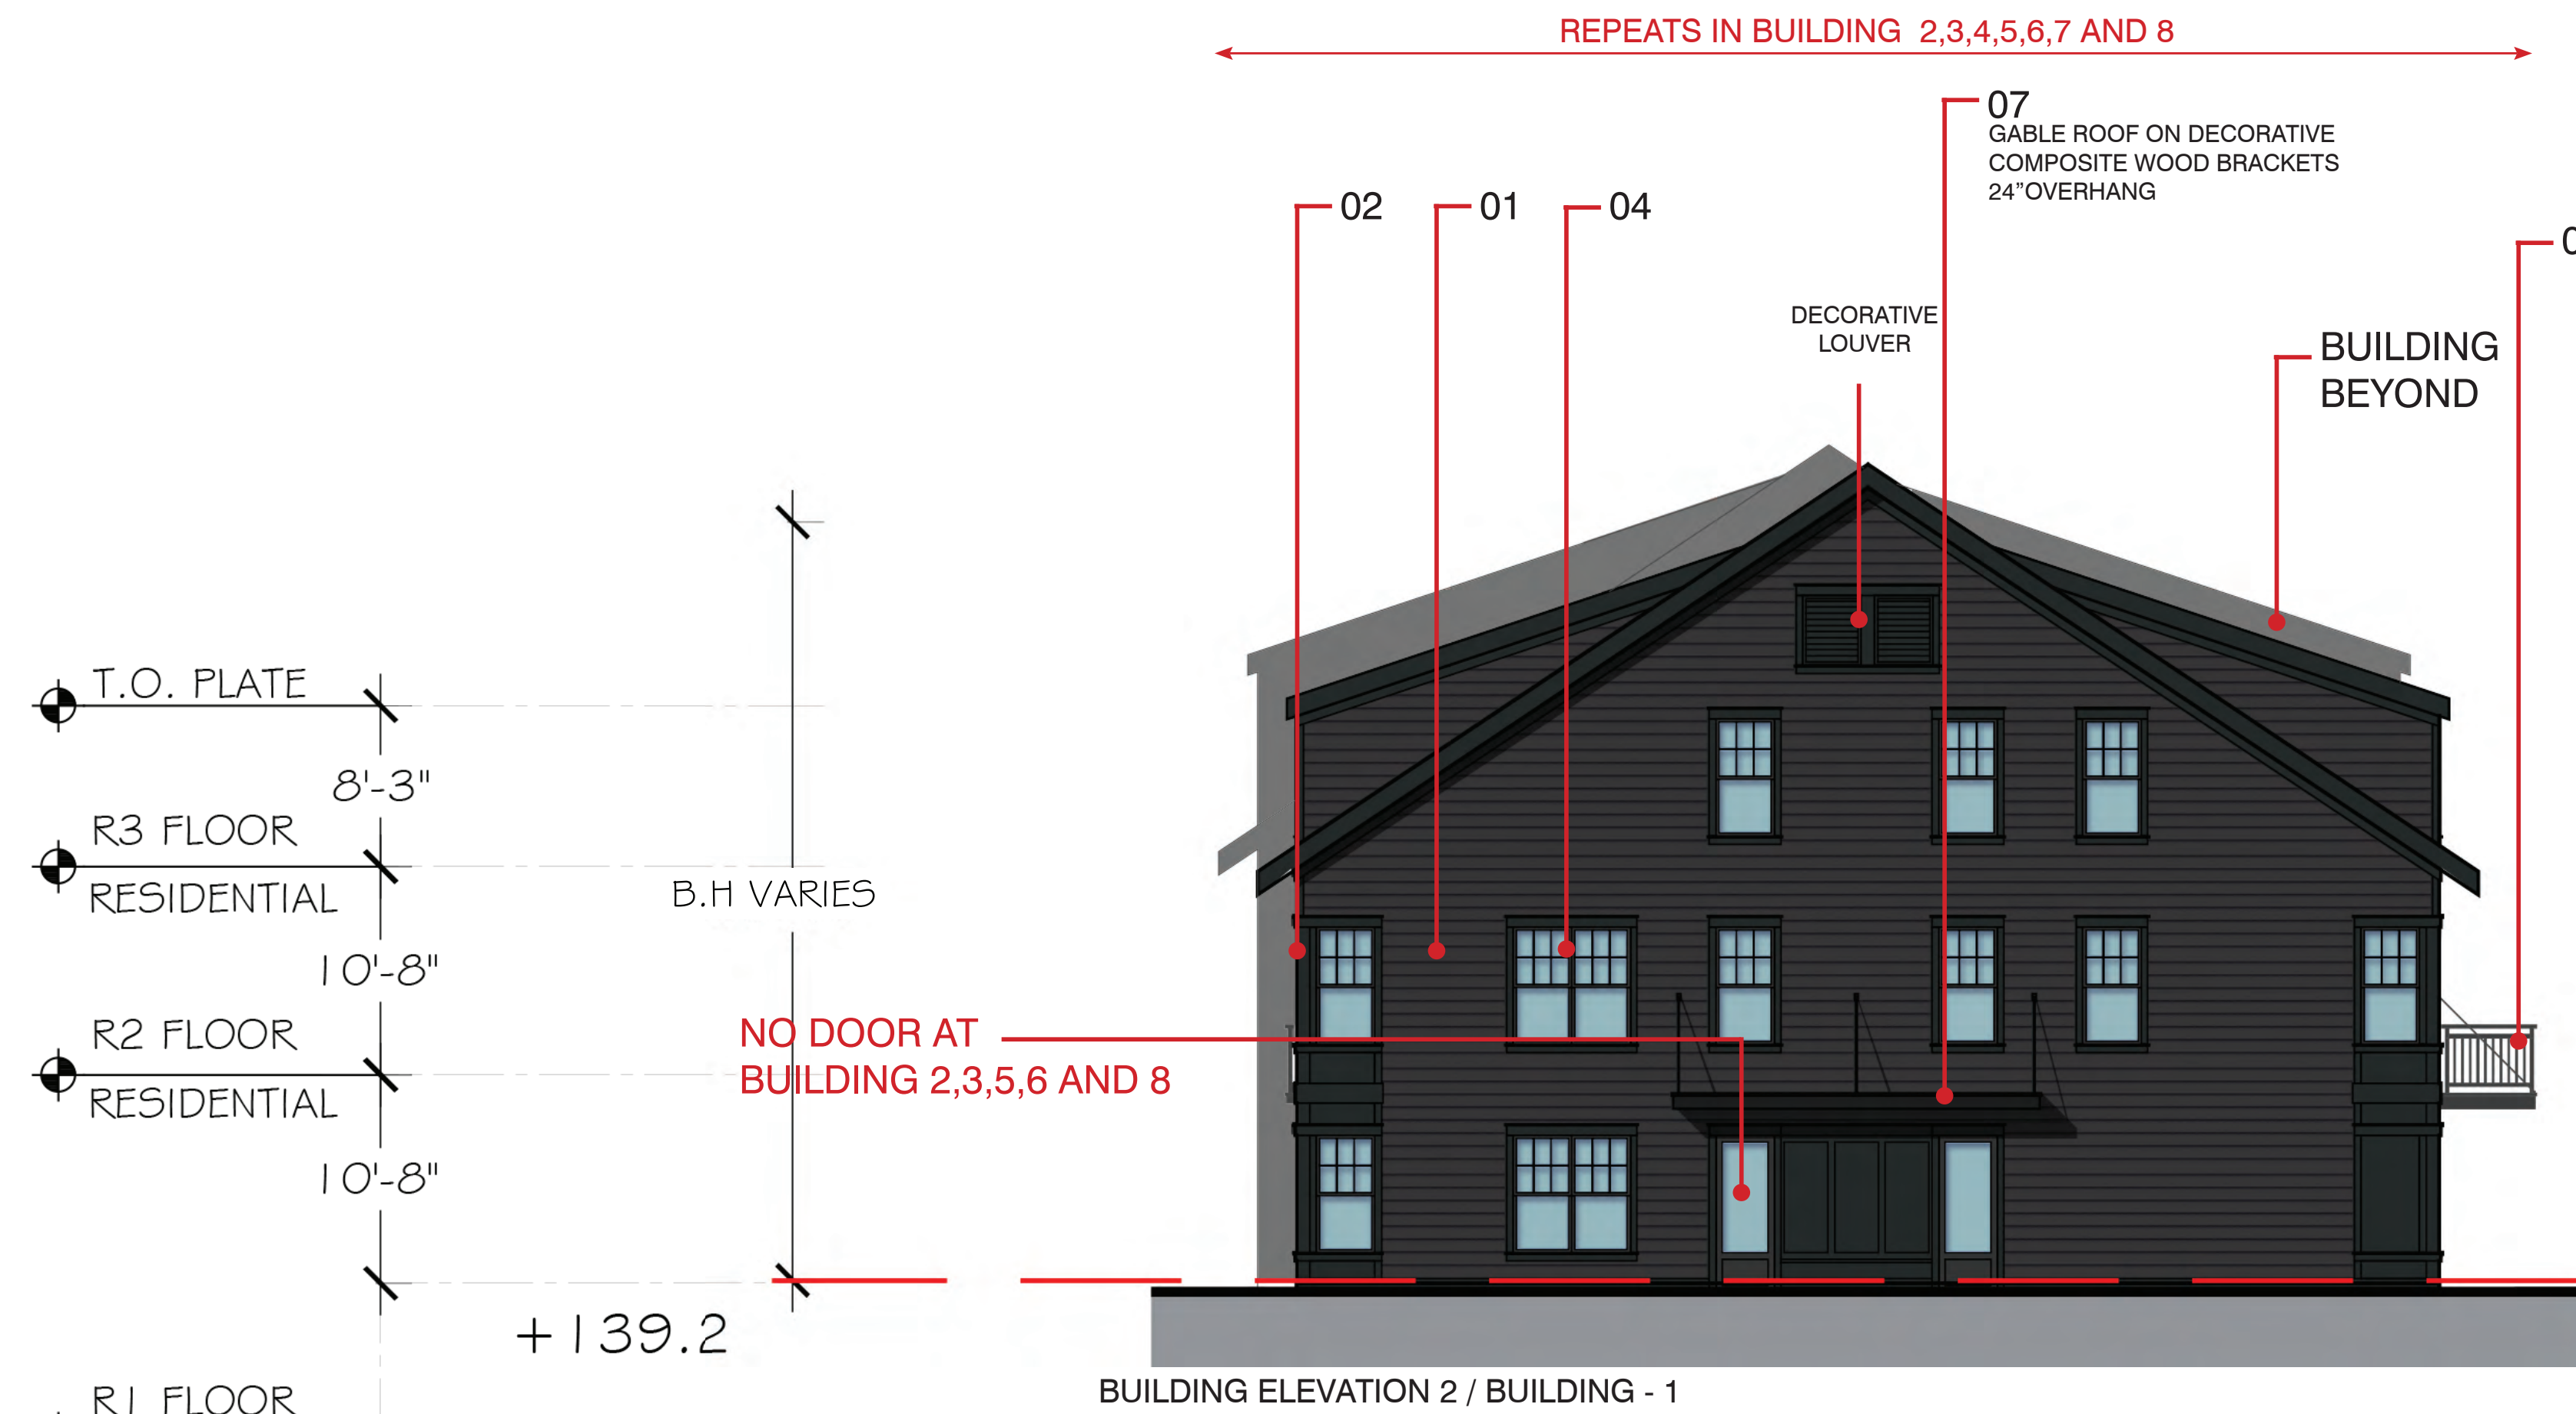 REPEATS IN BUILDING 2,3,4,5,6,7 AND 8
07
GABLE ROOF ON DECORATIVE
COMPOSITE WOOD BRACKETS
24”OVERHANG
02
01
04
DECORATIVE
LOUVER
BUILDING
BEYOND
T.O. PLATE
8'-3"
R3 FLOOR
RESIDENTIAL
B.H VARIES
10'-8"
R2 FLOOR
RESIDENTIAL
NO DOOR AT
BUILDING 2,3,5,6 AND 8
10'-8"
+139.2
R1 FLOOR
BUILDING ELEVATION 2 / BUILDING - 1